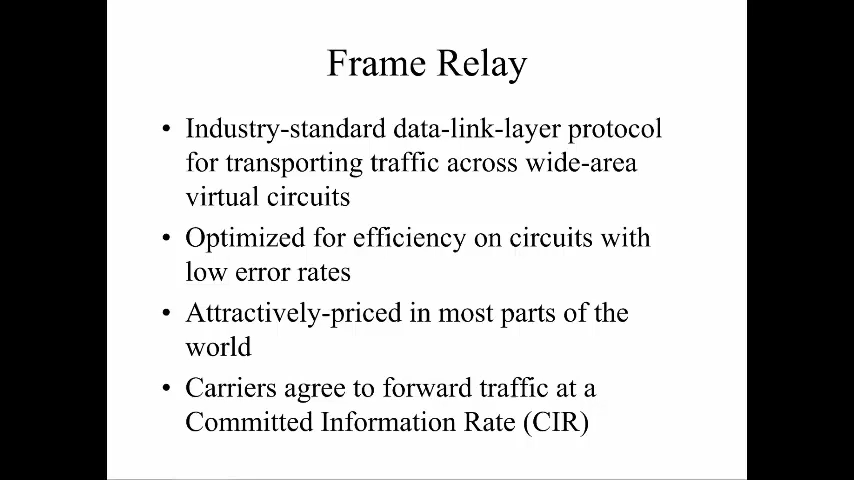 Frame Relay
• Industry-standard data-link-layer protocol
for transporting traffic across wide-area
virtual circuits
• Optimized for efficiency on circuits with
low error rates
• Attractively-priced in most parts of the
world
• Carriers agree to forward traffic at a
Committed Information Rate (CIR)